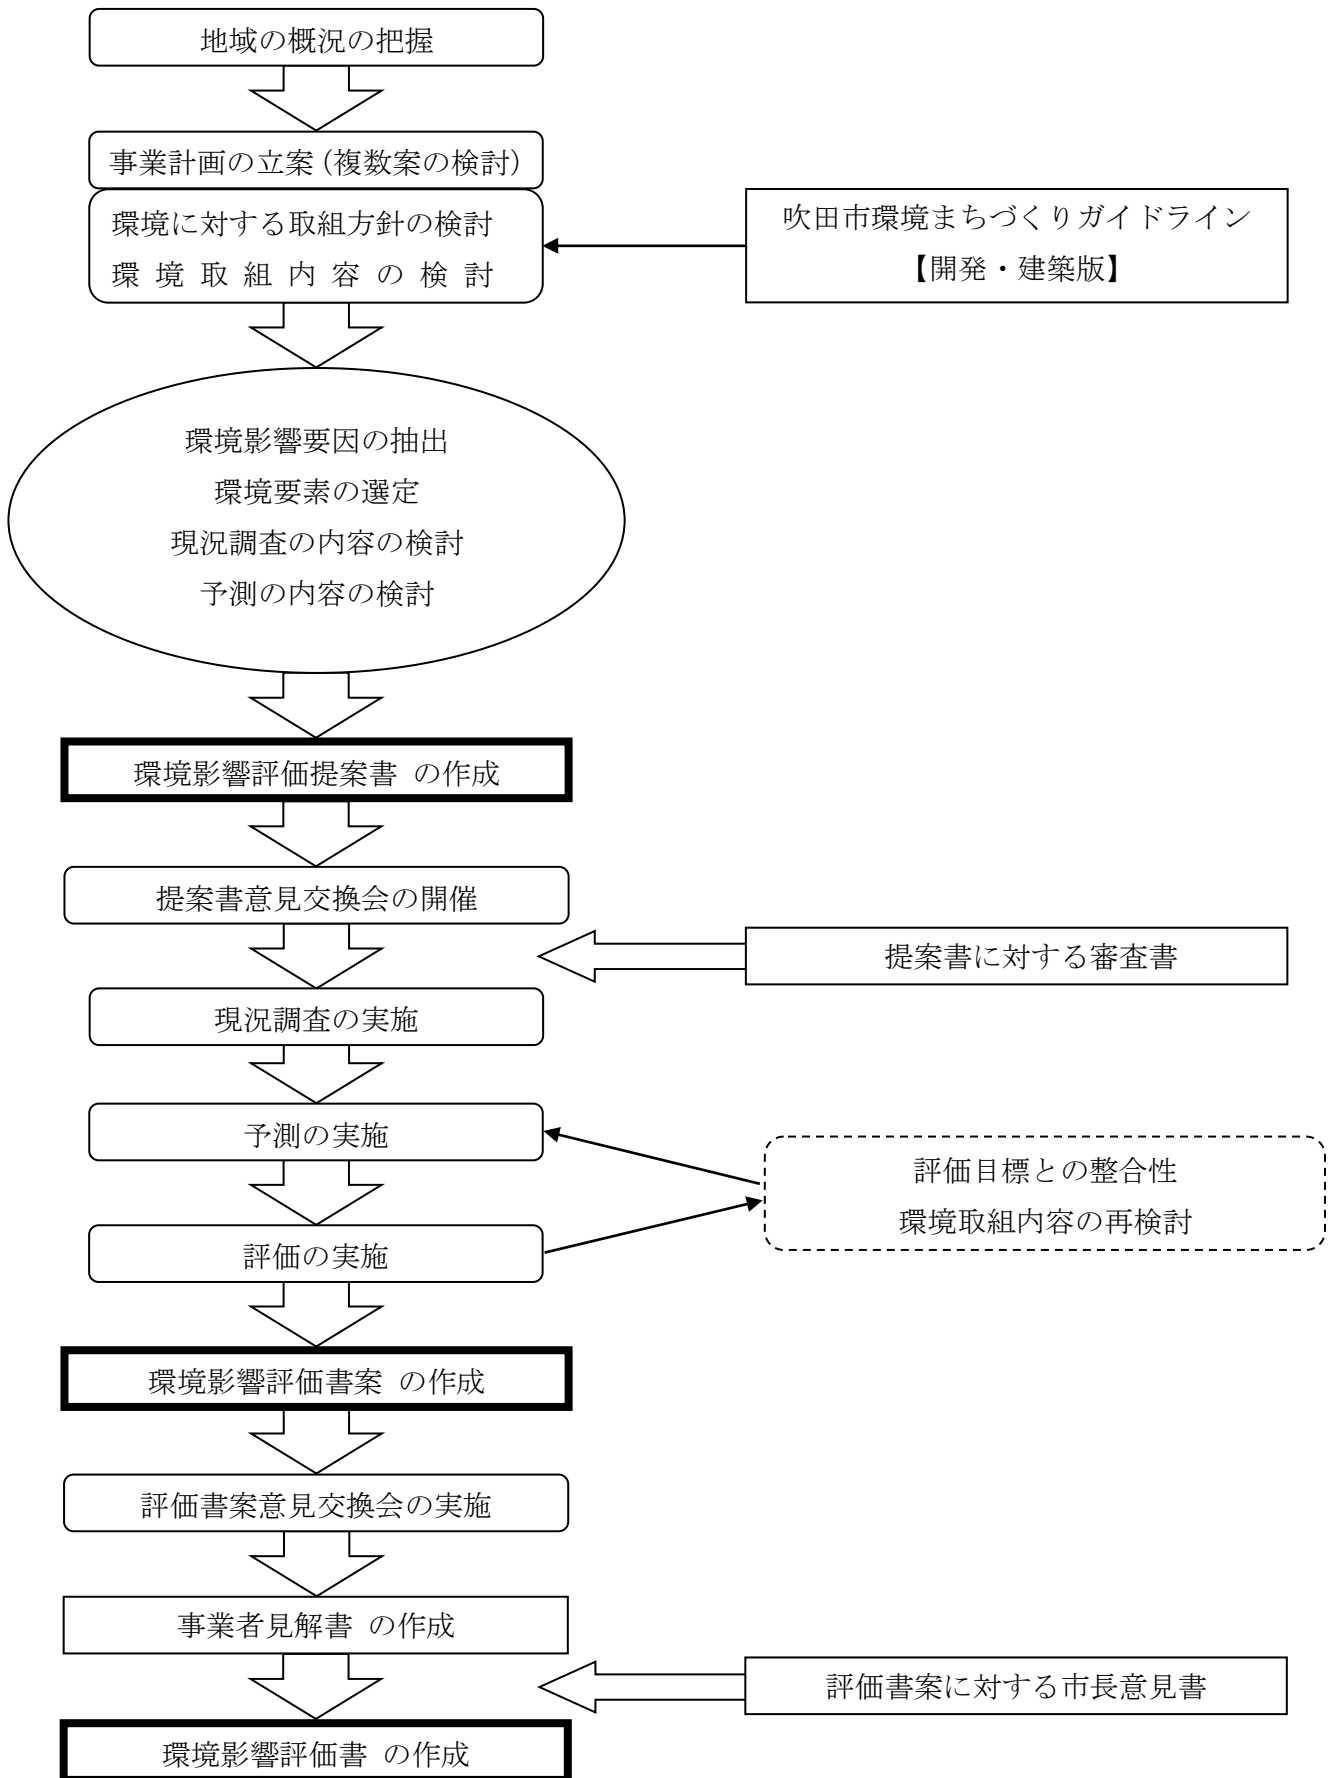 地域の概況の把握
事業計画の立案(複数案の検討)
環境に対する取組方針の検討
環境取組内容の検討
吹田市環境まちづくりガイドライン
【開発・建築版】
環境影響要因の抽出
環境要素の選定
現況調査の内容の検討
予測の内容の検討
環境影響評価提案書 の作成
提案書意見交換会の開催
提案書に対する審査書
現況調査の実施
予測の実施
評価目標との整合性
環境取組内容の再検討
評価の実施
環境影響評価書案 の作成
評価書案意見交換会の実施
事業者見解書 の作成
評価書案に対する市長意見書
環境影響評価書 の作成